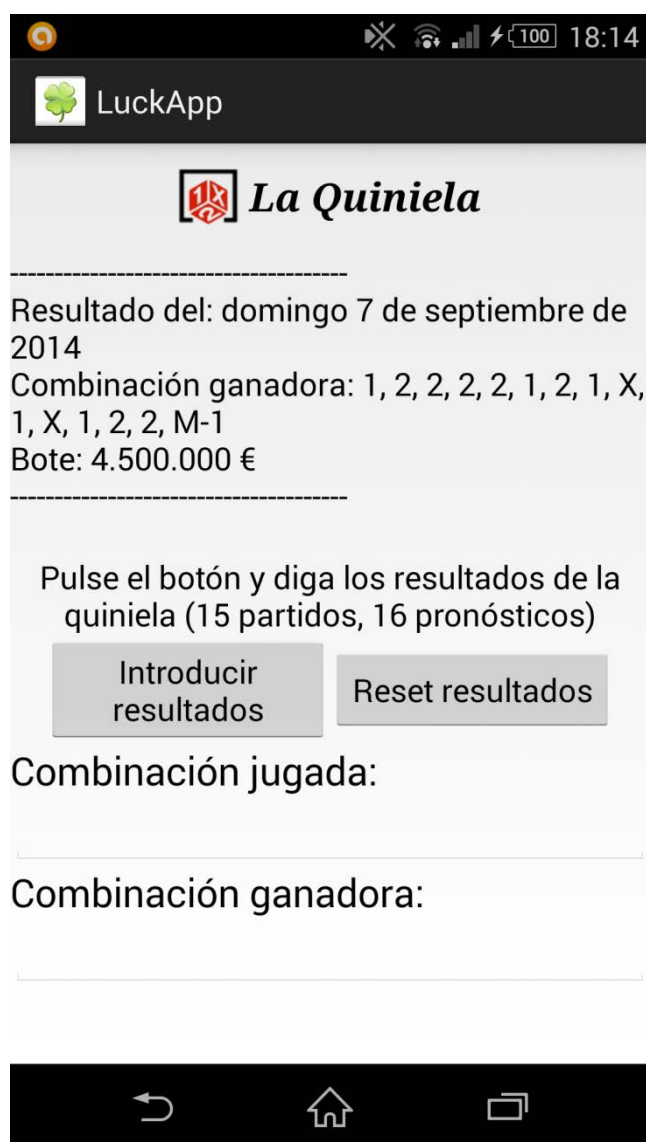 100 18:14
LuckApp
1X2 La Quiniela
--------------------------------------
Resultado del: domingo 7 de septiembre de
2014
Combinación ganadora: 1, 2, 2, 2, 2, 1, 2, 1, X,
1, X, 1, 2, 2, M-1
Bote: 4.500.000 €
--------------------------------------
Pulse el botón y diga los resultados de la
quiniela (15 partidos, 16 pronósticos)
Introducir
resultados
Reset resultados
Combinación jugada:
Combinación ganadora: